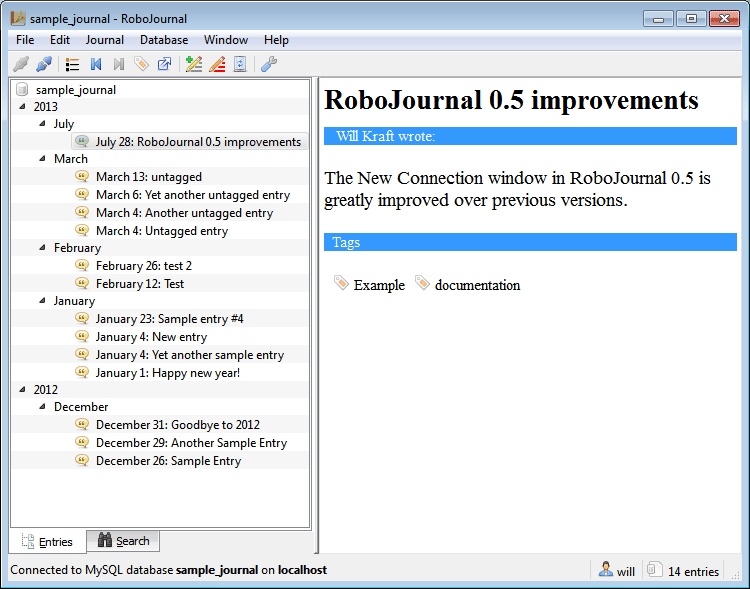 sample_journal - RoboJournal
File Edit Journal Database Window Help
sample_journal
2013
July
July 28: RoboJournal 0.5 improvements
March
March 13: untagged
March 6: Yet another untagged entry
March 4: Another untagged entry
March 4: Untagged entry
February
February 26: test 2
February 12: Test
January
January 23: Sample entry #4
January 4: New entry
January 4: Yet another sample entry
January 1: Happy new year!
2012
December
December 31: Goodbye to 2012
December 29: Another Sample Entry
December 26: Sample Entry
Entries Search
RoboJournal 0.5 improvements
Will Kraft wrote:
The New Connection window in RoboJournal 0.5 is
greatly improved over previous versions.
Tags
Example documentation
Connected to MySQL database sample_journal on localhost
will 14 entries